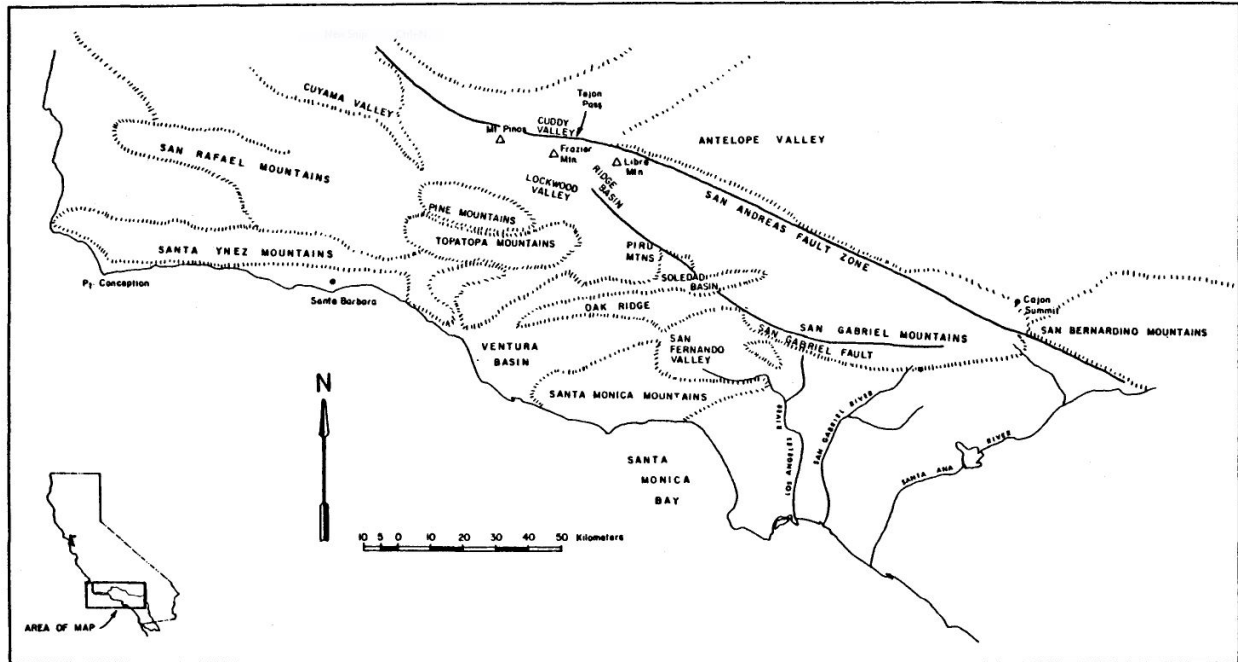 CUYAMA VALLEY
Tejon
Pass
CUDDY
VALLEY
Mt Pinos
Frazier
Mtn
Libre
Mtn
ANTELOPE VALLEY
SAN RAFAEL MOUNTAINS
LOCKWOOD
VALLEY
RIDGE
BASIN
SAN ANDREAS FAULT ZONE
PINE MOUNTAINS
TOPATOPA MOUNTAINS
PIRU
MTNS
SOLEDAD
BASIN
SANTA YNEZ MOUNTAINS
Pt. Conception
Santa Barbara
OAK RIDGE
Cajon
Summit
SAN GABRIEL MOUNTAINS
SAN BERNARDINO MOUNTAINS
SAN GABRIEL FAULT
SAN
FERNANDO
VALLEY
VENTURA
BASIN
SANTA MONICA MOUNTAINS
N
LOS ANGELES RIVER
SAN GABRIEL RIVER
SANTA ANA RIVER
SANTA
MONICA
BAY
10 5 0 10 20 30 40 50 Kilometers
AREA OF MAP